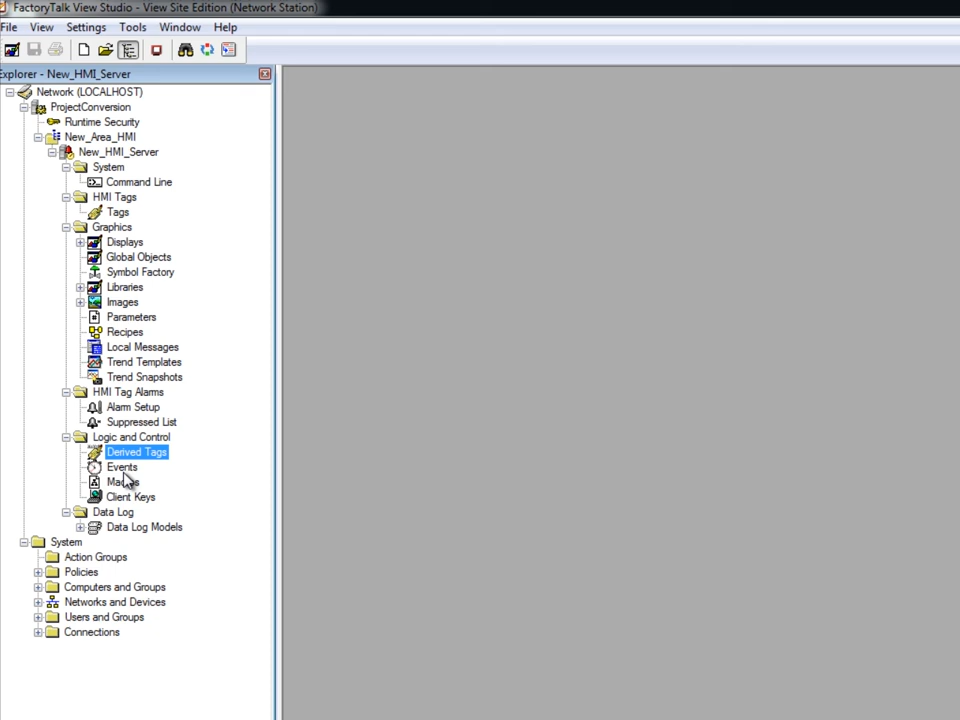 FactoryTalk View Studio - View Site Edition (Network Station)
File View Settings Tools Window Help
Explorer - New_HMI_Server
Network (LOCALHOST)
ProjectConversion
Runtime Security
New_Area_HMI
New_HMI_Server
System
Command Line
HMI Tags
Tags
Graphics
Displays
Global Objects
Symbol Factory
Libraries
Images
Parameters
Recipes
Local Messages
Trend Templates
Trend Snapshots
HMI Tag Alarms
Alarm Setup
Suppressed List
Logic and Control
Derived Tags
Events
Macros
Client Keys
Data Log
Data Log Models
System
Action Groups
Policies
Computers and Groups
Networks and Devices
Users and Groups
Connections